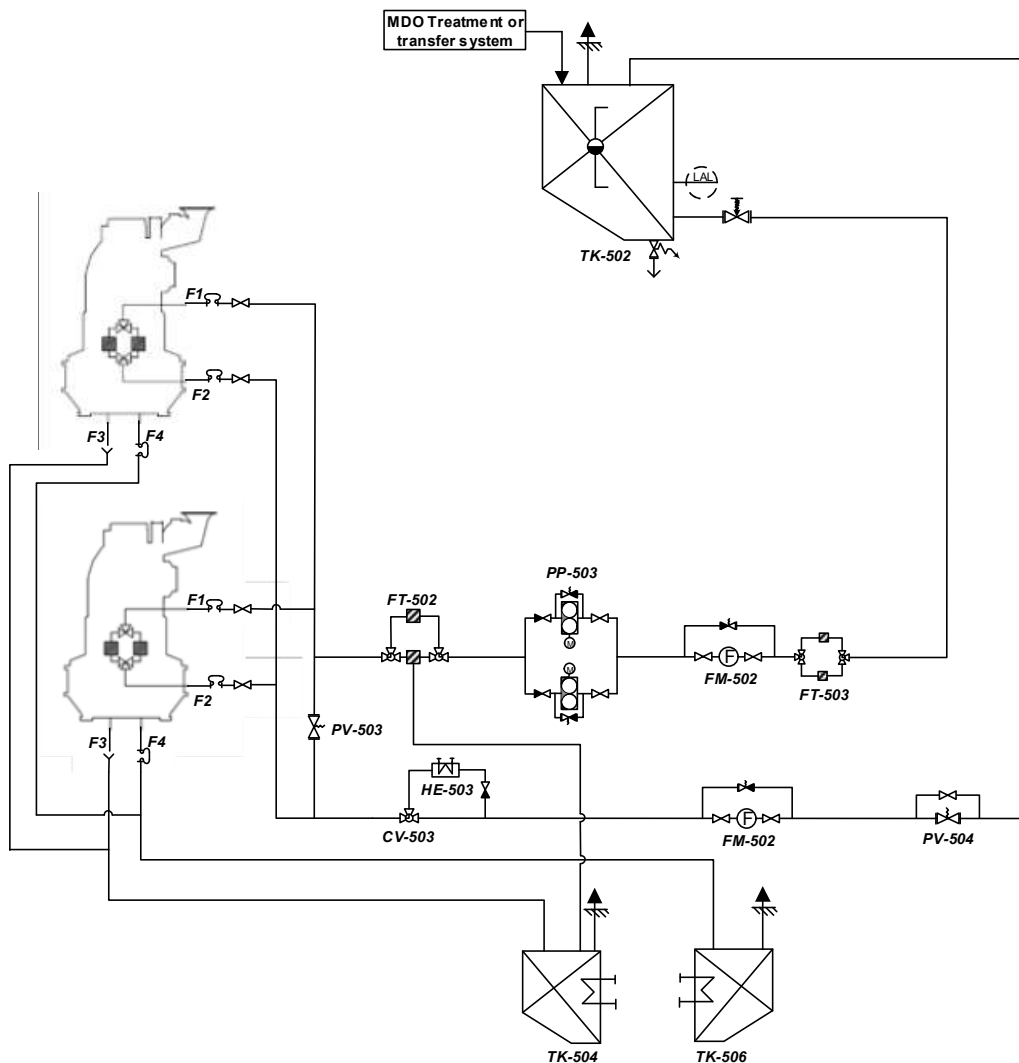 MDO Treatment or
transfer system
LAL
TK-502
F1
F2
F3
F4
PP-503
FT-502
M
F1
M
F
FM-502
FT-503
F2
PV-503
F3
F4
HE-503
CV-503
F
FM-502
PV-504
TK-504
TK-506